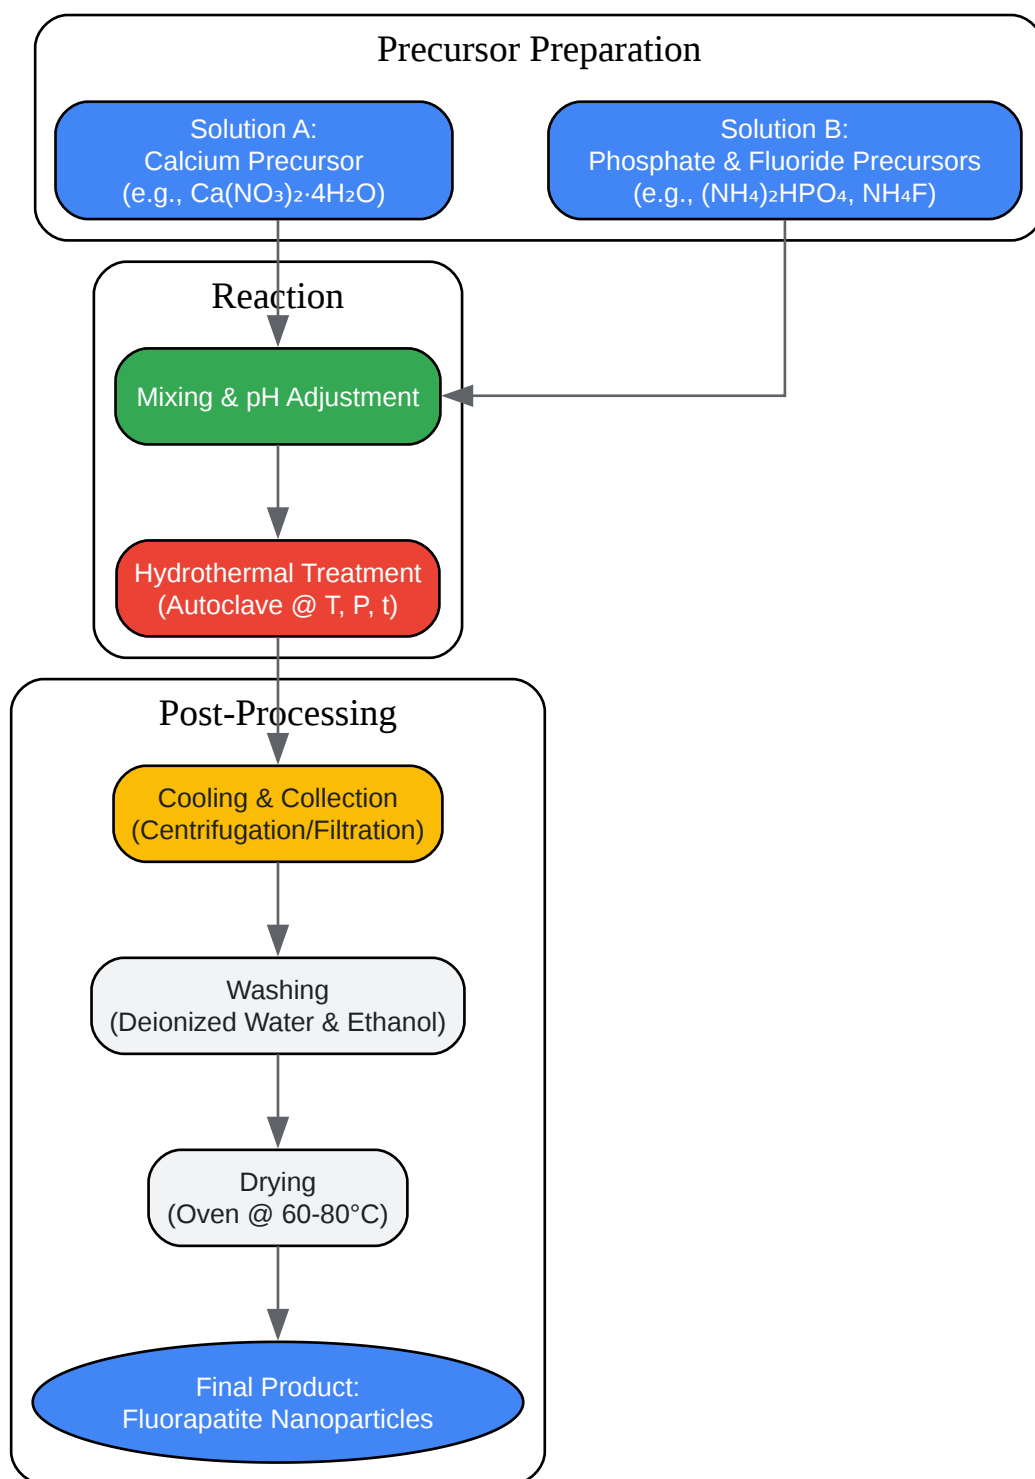 Precursor Preparation
Solution A:
Calcium Precursor
(e.g., Ca(NO₃)₂·4H₂O)
Solution B:
Phosphate & Fluoride Precursors
(e.g., (NH₄)₂HPO₄, NH₄F)
Reaction
Mixing & pH Adjustment
Hydrothermal Treatment
(Autoclave @ T, P, t)
Post-Processing
Cooling & Collection
(Centrifugation/Filtration)
Washing
(Deionized Water & Ethanol)
Drying
(Oven @ 60-80°C)
Final Product:
Fluorapatite Nanoparticles